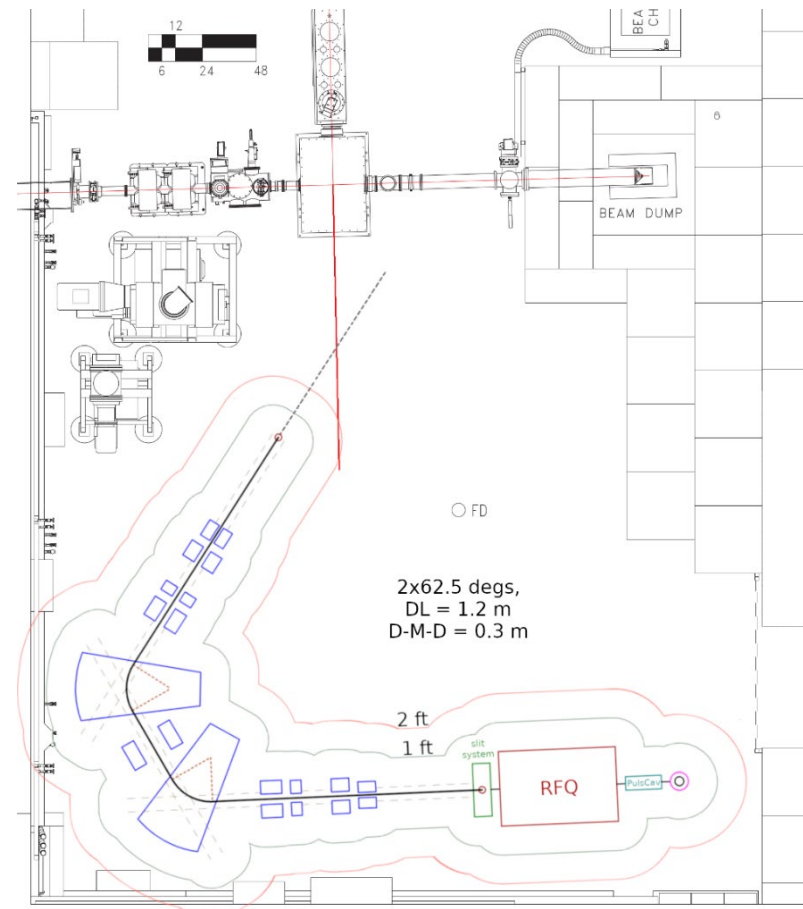 12
6 24 48
BEA
CH
6
BEAM DUMP
FD
2x62.5 degs,
DL = 1.2 m
D-M-D = 0.3 m
2 ft
1 ft
slit
system
RFQ
PulsCav